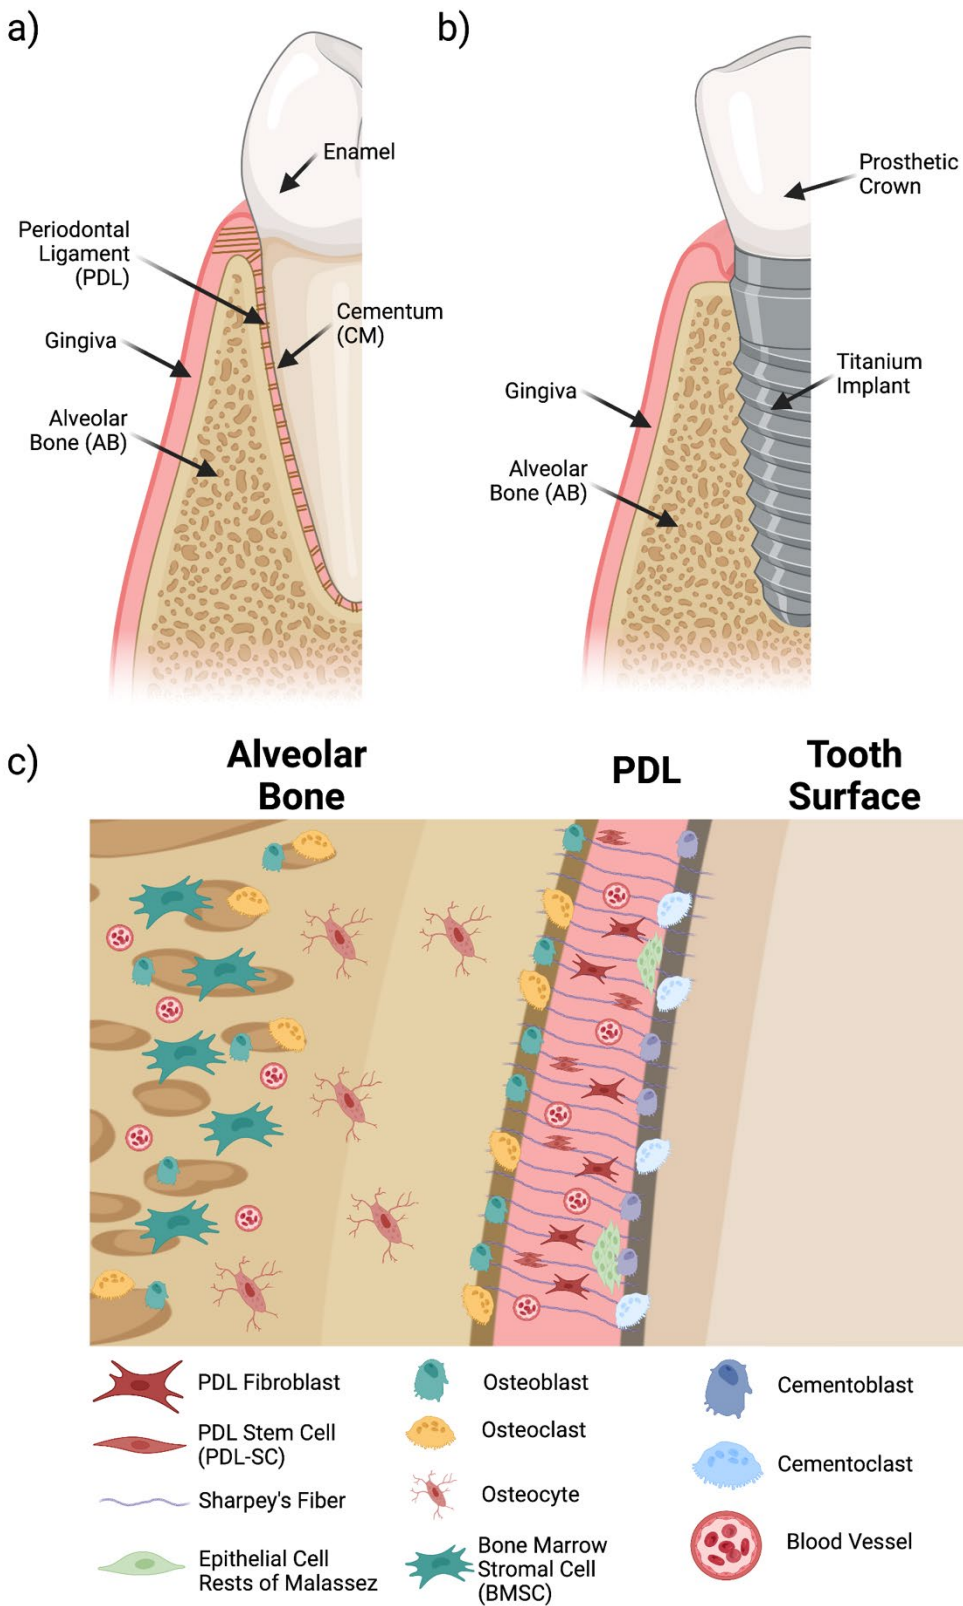 a)
Enamel
Periodontal
Ligament
(PDL)
Cementum
(CM)
Gingiva
Alveolar
Bone (AB)
b)
Prosthetic
Crown
Titanium
Implant
Gingiva
Alveolar
Bone (AB)
c)
Alveolar
Bone
PDL
Tooth
Surface
PDL Fibroblast
PDL Stem Cell
(PDL-SC)
Sharpey's Fiber
Epithelial Cell
Rests of Malassez
Osteoblast
Osteoclast
Osteocyte
Bone Marrow
Stromal Cell
(BMSC)
Cementoblast
Cementoclast
Blood Vessel